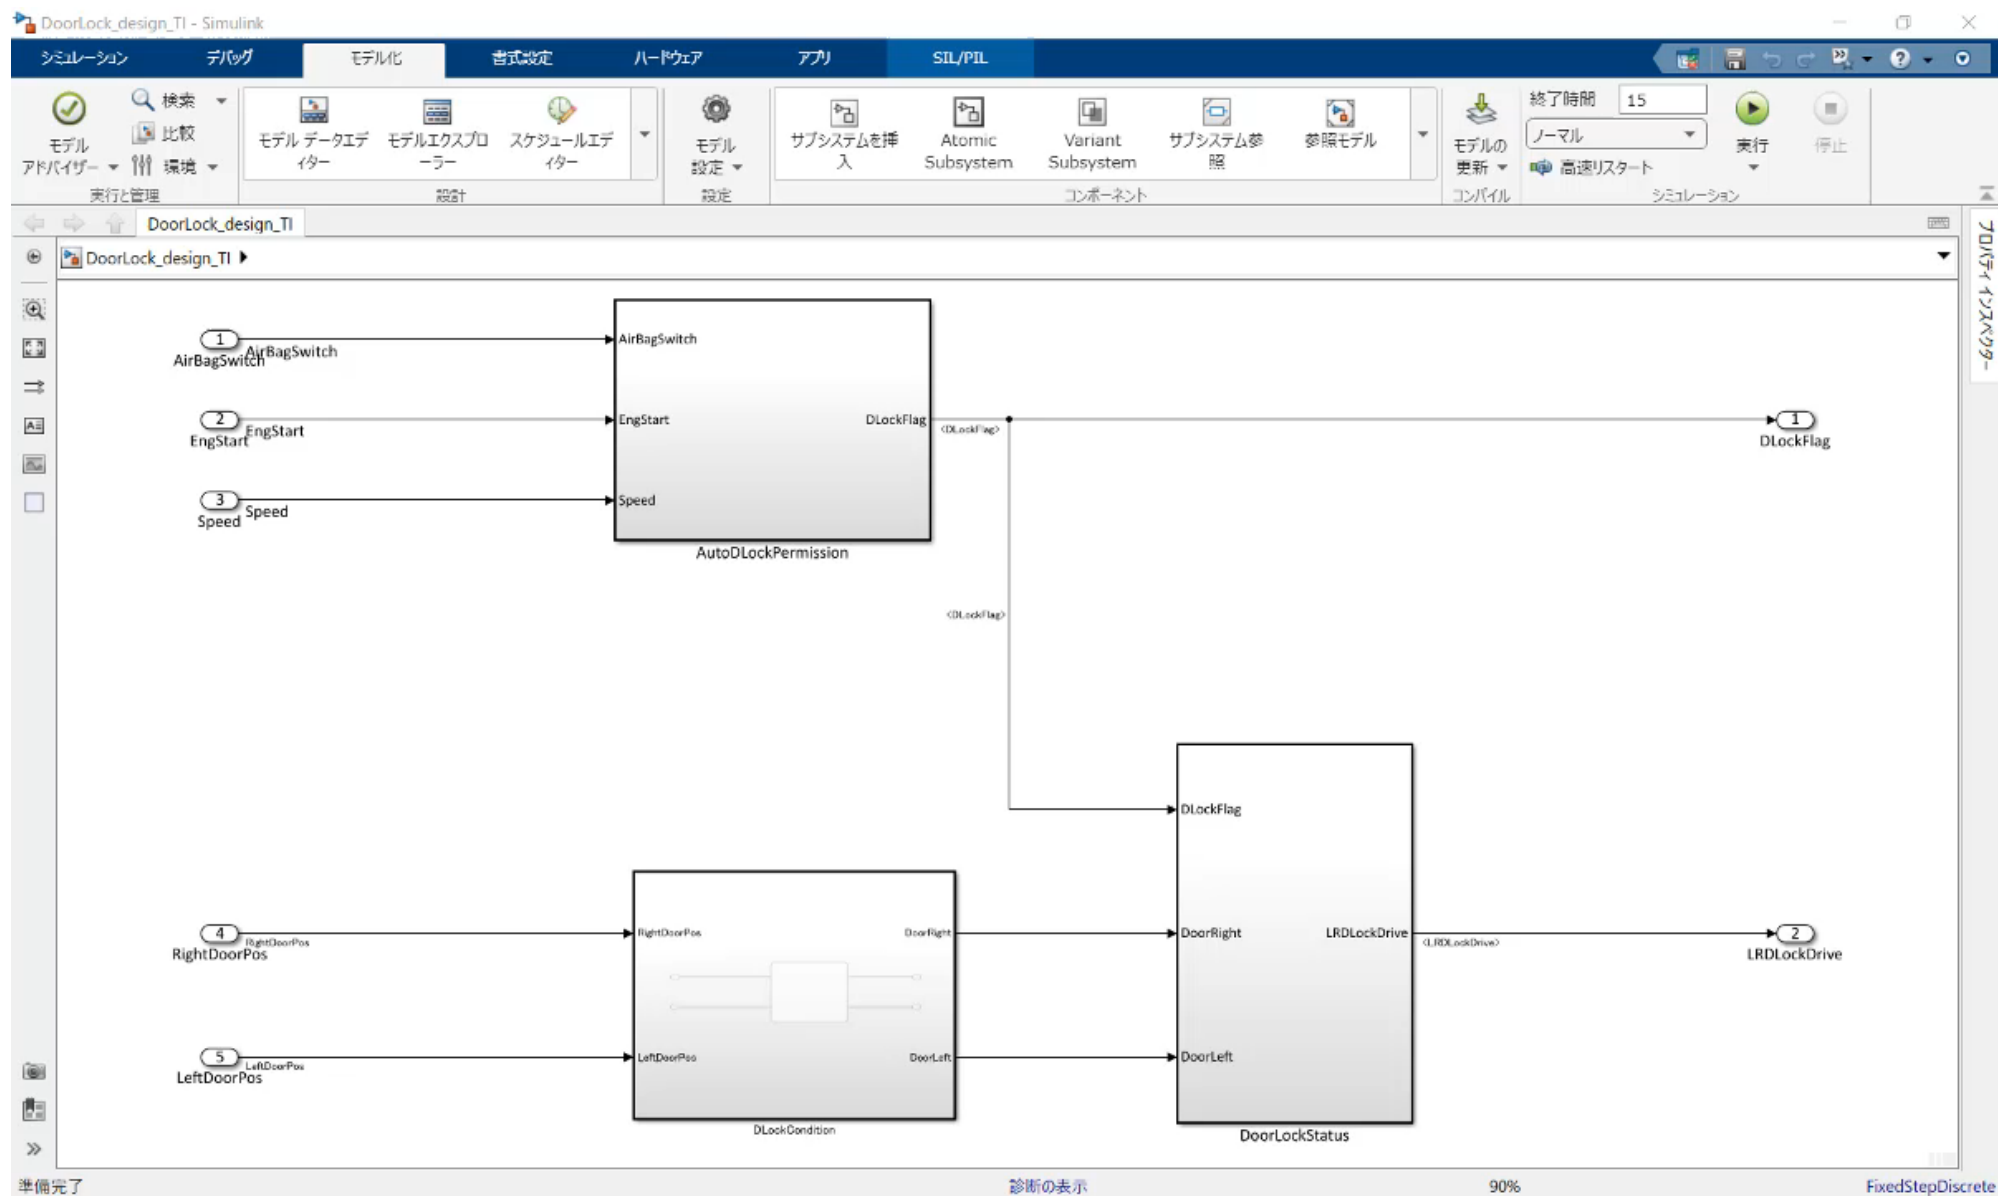 DoorLock_design_TI - Simulink
シミュレーション デバッグ モデル化 書式設定 ハードウェア アプリ SIL/PIL
モデル
アドバイザー
検索
比較
環境
実行と管理
モデル データエデ
ィター
モデルエクスプロ
ーラー
スケジュールエデ
ィター
設計
モデル
設定
設定
サブシステムを挿
入
Atomic
Subsystem
Variant
Subsystem
サブシステム参
照
参照モデル
コンポーネント
モデルの
更新
コンパイル
終了時間 15
ノーマル
高速リスタート
実行
停止
シミュレーション
DoorLock_design_TI
DoorLock_design_TI
プロパティ インスペクター
1
AirBagSwitch
AirBagSwitch
AirBagSwitch
2
EngStart
EngStart
EngStart
DLockFlag
<DLockFlag>
1
DLockFlag
3
Speed
Speed
Speed
AutoDLockPermission
<DLockFlag>
DLockFlag
4
RightDoorPos
RightDoorPos
RightDoorPos
DoorRight
DoorRight
LRDLockDrive
<LRDLockDrive>
2
LRDLockDrive
5
LeftDoorPos
LeftDoorPos
LeftDoorPos
DoorLeft
DoorLeft
DLockCondition
DoorLockStatus
準備完了 診断の表示 90% FixedStepDiscrete